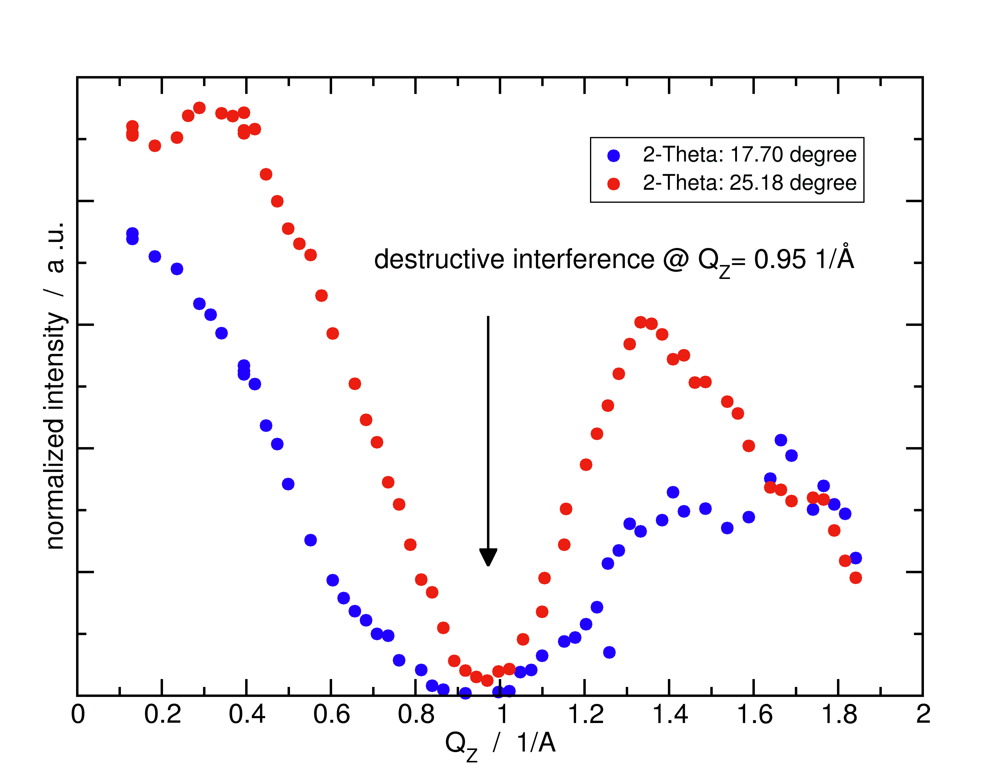 2-Theta: 17.70 degree
2-Theta: 25.18 degree
destructive interference @ QZ= 0.95 1/Å
normalized intensity / a .u.
0 0.2 0.4 0.6 0.8 1 1.2 1.4 1.6 1.8 2
QZ / 1/A